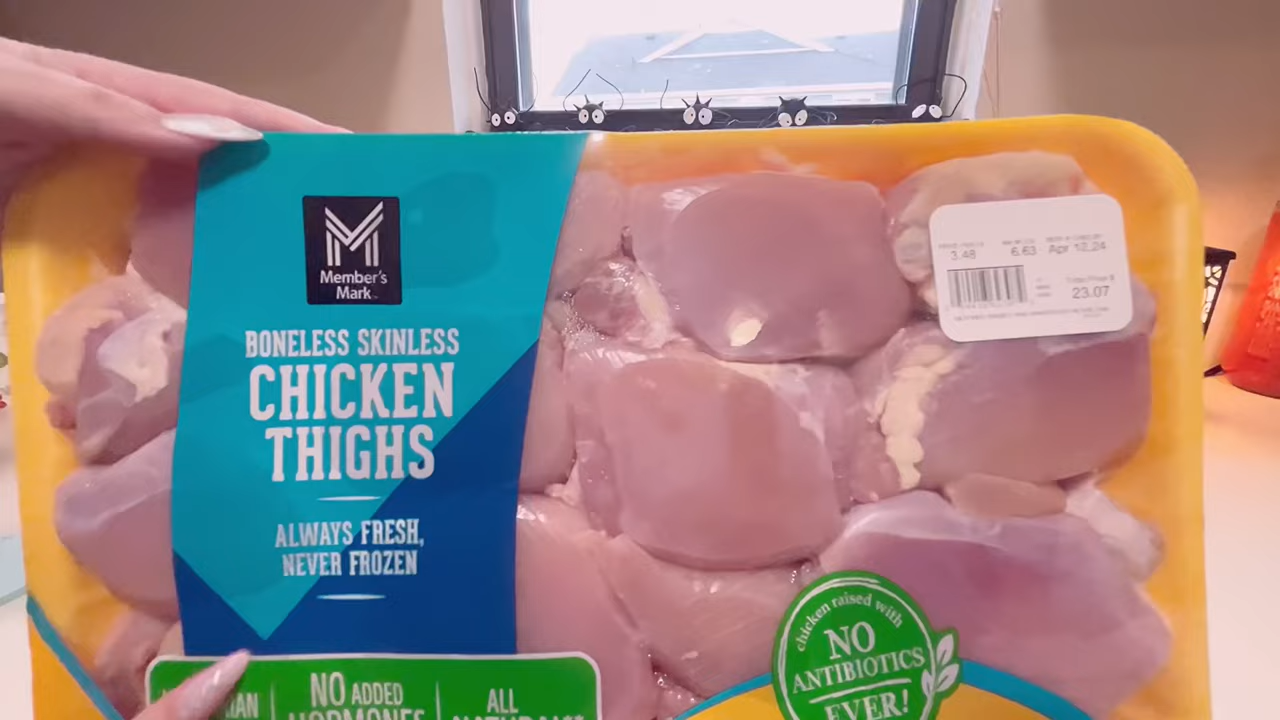 Member's
Mark
BONELESS SKINLESS
CHICKEN
THIGHS
ALWAYS FRESH,
NEVER FROZEN
3.48 6.63 Apr 12.24
23.07
chicken raised with
NO
ANTIBIOTICS
EVER!
NO ADDED
HORMONES
ALL